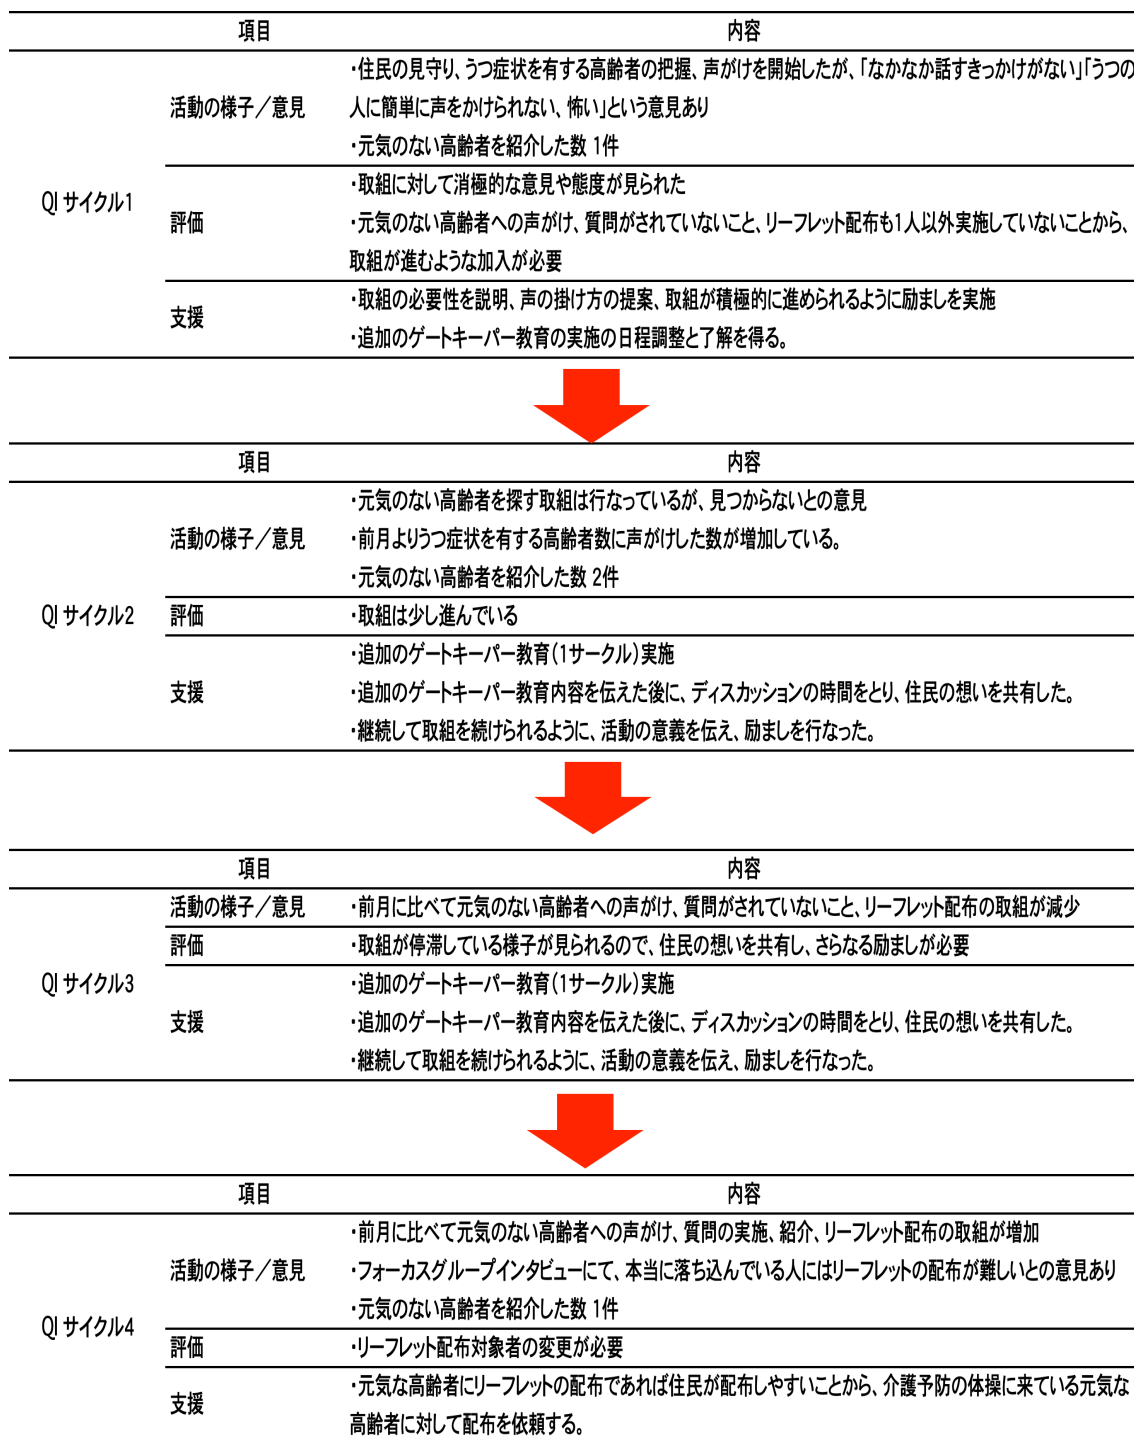 項目 内容
・住民の見守り、うつ症状を有する高齢者の把握、声がけを開始したが、「なかなか話すきっかけがない」「うつの
活動の様子／意見 人に簡単に声をかけられない、怖い」という意見あり
・元気のない高齢者を紹介した数 1件
・取組に対して消極的な意見や態度が見られた
QI サイクル1 評価 ・元気のない高齢者への声がけ、質問がされていないこと、リーフレット配布も1人以外実施していないことから、
取組が進むような加入が必要
・取組の必要性を説明、声の掛け方の提案、取組が積極的に進められるように励ましを実施
支援
・追加のゲートキーパー教育の実施の日程調整と了解を得る。
項目 内容
・元気のない高齢者を探す取組は行なっているが、見つからないとの意見
活動の様子／意見 ・前月よりうつ症状を有する高齢者数に声がけした数が増加している。
・元気のない高齢者を紹介した数 2件
QI サイクル2 評価 ・取組は少し進んでいる
・追加のゲートキーパー教育（1サークル）実施
支援 ・追加のゲートキーパー教育内容を伝えた後に、ディスカッションの時間をとり、住民の想いを共有した。
・継続して取組を続けられるように、活動の意義を伝え、励ましを行なった。
項目 内容
活動の様子／意見 ・前月に比べて元気のない高齢者への声がけ、質問がされていないこと、リーフレット配布の取組が減少
評価 ・取組が停滞している様子が見られるので、住民の想いを共有し、さらなる励ましが必要
QI サイクル3 ・追加のゲートキーパー教育（1サークル）実施
支援 ・追加のゲートキーパー教育内容を伝えた後に、ディスカッションの時間をとり、住民の想いを共有した。
・継続して取組を続けられるように、活動の意義を伝え、励ましを行なった。
項目 内容
・前月に比べて元気のない高齢者への声がけ、質問の実施、紹介、リーフレット配布の取組が増加
活動の様子／意見 ・フォーカスグループインタビューにて、本当に落ち込んでいる人にはリーフレットの配布が難しいとの意見あり
・元気のない高齢者を紹介した数 1件
QI サイクル4
評価 ・リーフレット配布対象者の変更が必要
・元気な高齢者にリーフレットの配布であれば住民が配布しやすいことから、介護予防の体操に来ている元気な
支援
高齢者に対して配布を依頼する。